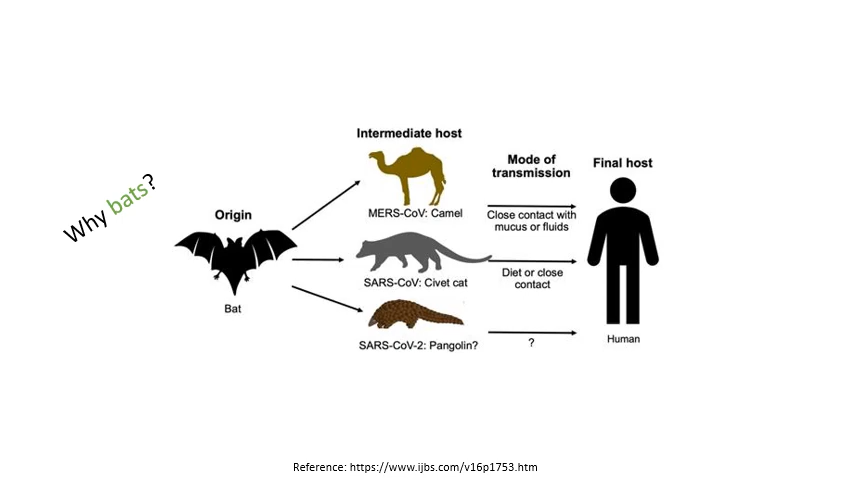 Why bats?
Origin
Bat
Intermediate host
MERS-CoV: Camel
SARS-CoV: Civet cat
SARS-CoV-2: Pangolin?
Mode of
transmission
Close contact with
mucus or fluids
Diet or close
contact
?
Final host
Human
Reference: https://www.ijbs.com/v16p1753.htm